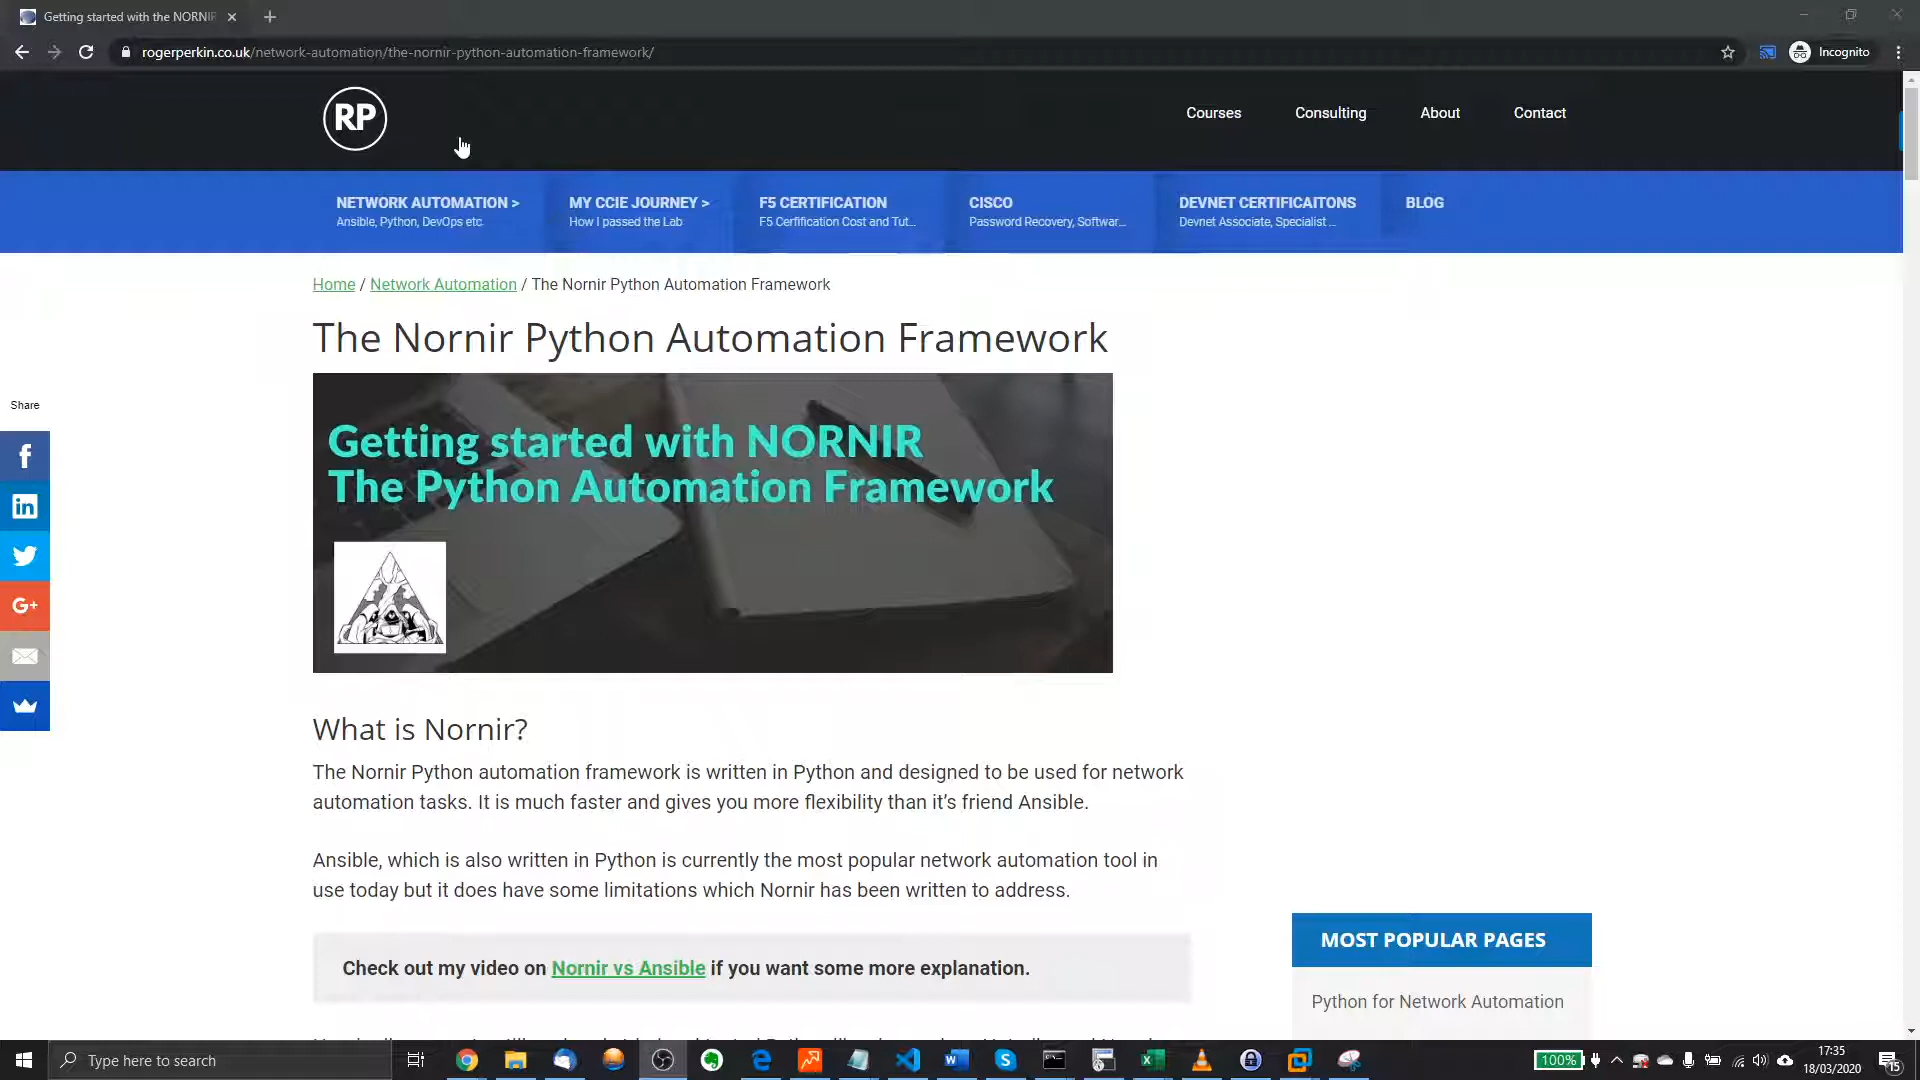 Getting started with the NORNIR
rogerperkin.co.uk/network-automation/the-nornir-python-automation-framework/
Incognito
RP
Courses
Consulting
About
Contact
NETWORK AUTOMATION >
Ansible, Python, DevOps etc.
MY CCIE JOURNEY >
How I passed the Lab
F5 CERTIFICATION
F5 Cerfification Cost and Tut...
CISCO
Password Recovery, Softwar...
DEVNET CERTIFICAITONS
Devnet Associate, Specialist ...
BLOG
Home / Network Automation / The Nornir Python Automation Framework
The Nornir Python Automation Framework
Getting started with NORNIR
The Python Automation Framework
Share
f
in
G+
What is Nornir?
The Nornir Python automation framework is written in Python and designed to be used for network
automation tasks. It is much faster and gives you more flexibility than it's friend Ansible.
Ansible, which is also written in Python is currently the most popular network automation tool in
use today but it does have some limitations which Nornir has been written to address.
Check out my video on Nornir vs Ansible if you want some more explanation.
MOST POPULAR PAGES
Python for Network Automation
Type here to search
100%
17:35
18/03/2020
15